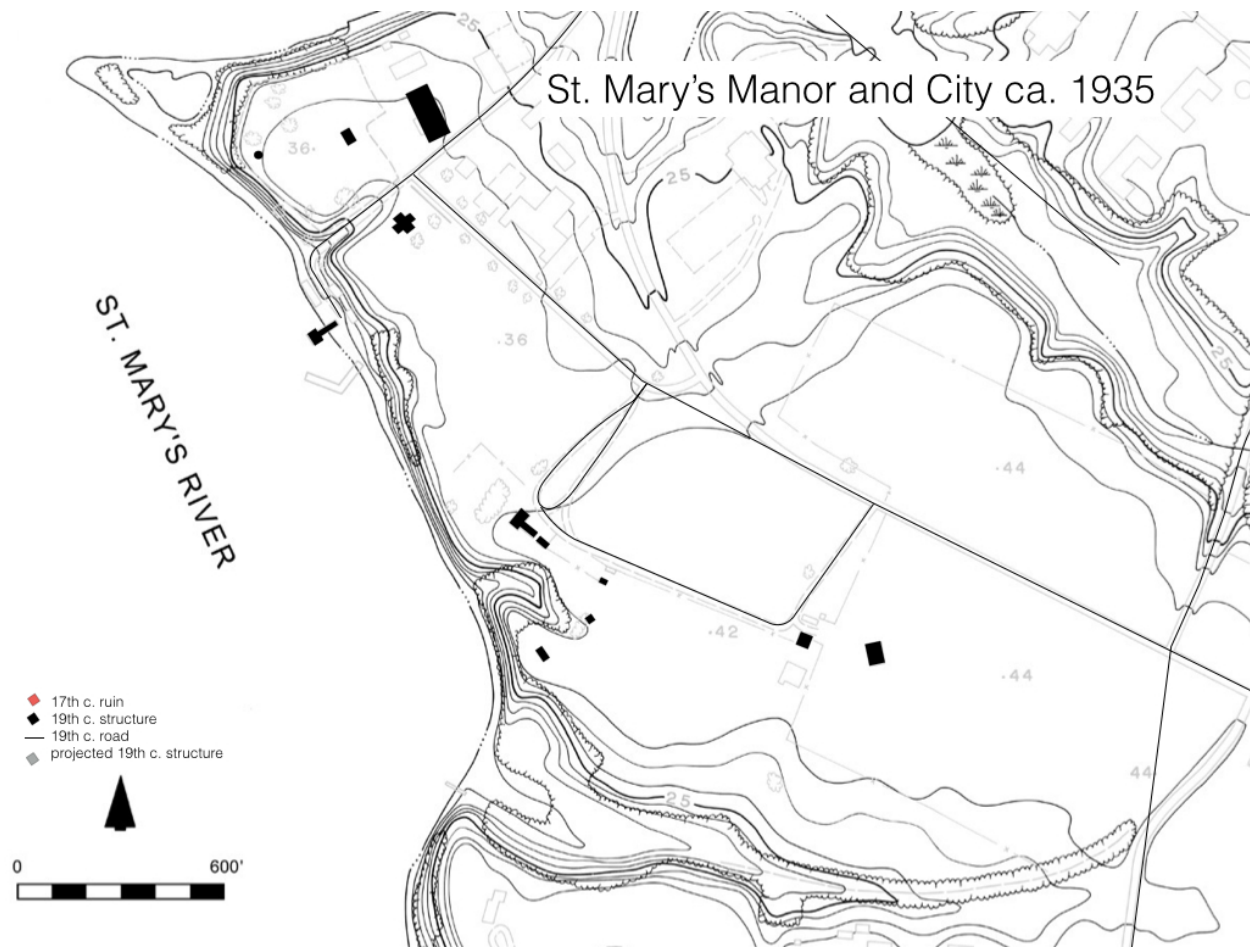 25
St. Mary's Manor and City ca. 1935
36
25
ST. MARY'S RIVER
.36
25
.44
.42
.44
17th c. ruin
19th c. structure
19th c. road
projected 19th c. structure
44
25
0 600'